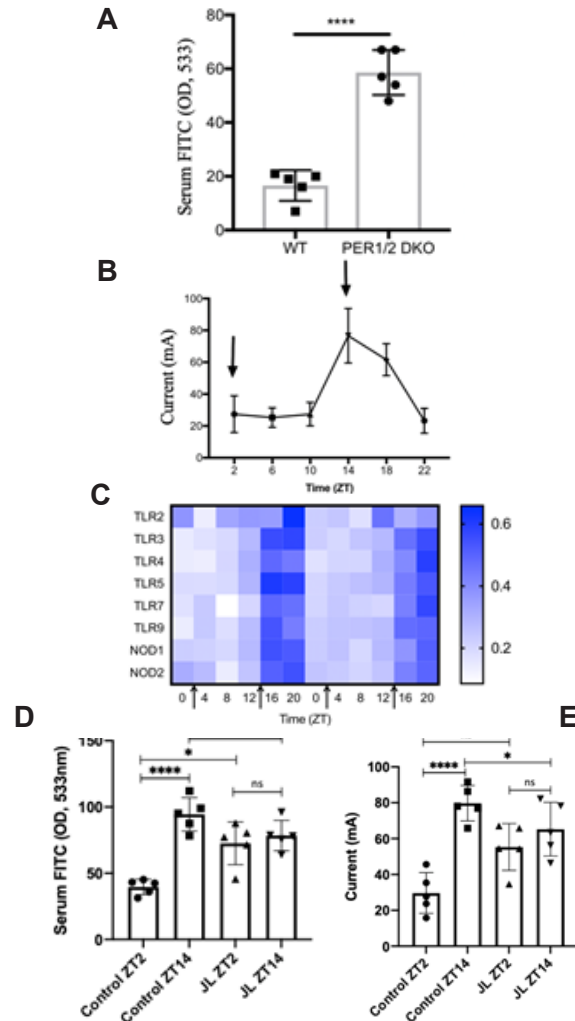 A
****
Serum FITC (OD, 533)
80
60
40
20
0
WT PER1/2 DKO
B
Current (mA)
100
80
60
40
20
0
2 6 10 14 18 22
Time (ZT)
C
TLR2
TLR3
TLR4
TLR5
TLR7
TLR9
NOD1
NOD2
0 4 8 12 16 20 0 4 8 12 16 20
Time (ZT)
0.6
0.4
0.2
D
*
****
ns
Serum FITC (OD, 533nm)
150
100
50
0
Control ZT2
Control ZT14
JL ZT2
JL ZT14
E
****
*
ns
Current (mA)
100
80
60
40
20
0
Control ZT2
Control ZT14
JL ZT2
JL ZT14